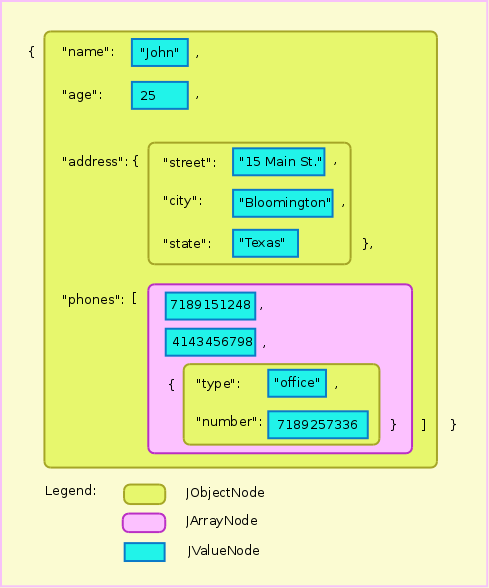 { "name": "John" ,
"age": 25 ,
"address": { "street": "15 Main St." ,
"city": "Bloomington" ,
"state": "Texas" },
"phones": [ 7189151248 ,
4143456798 ,
{ "type": "office" ,
"number": 7189257336 } ] }
Legend: JObjectNode
JArrayNode
JValueNode